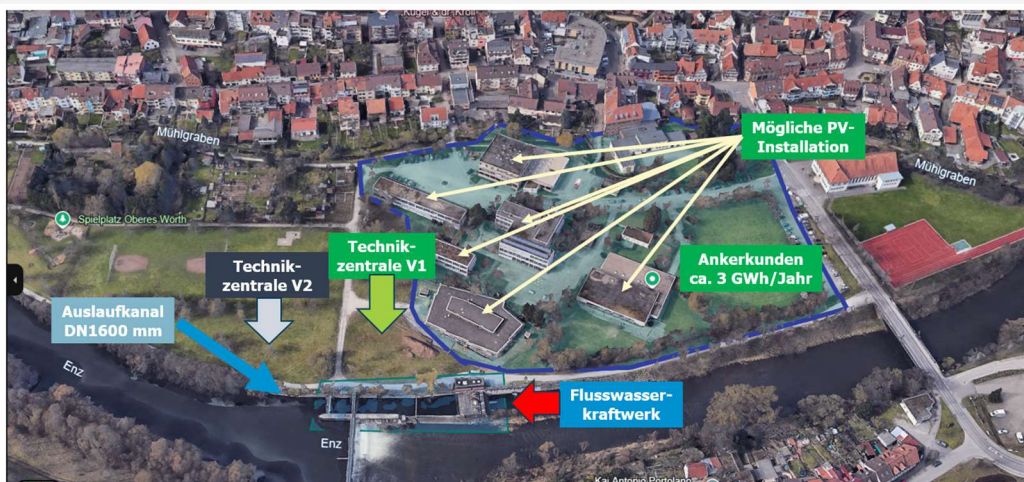 Kugel & dr. Kroll
Mögliche PV-
Installation
Mühlgraben
Mühlgraben
Spielplatz Oberes Wörth
Technik-
zentrale V1
Technik-
zentrale V2
Ankerkunden
ca. 3 GWh/Jahr
Auslaufkanal
DN1600 mm
Enz
Flusswasser-
kraftwerk
Enz
Kai Antonio Portolano